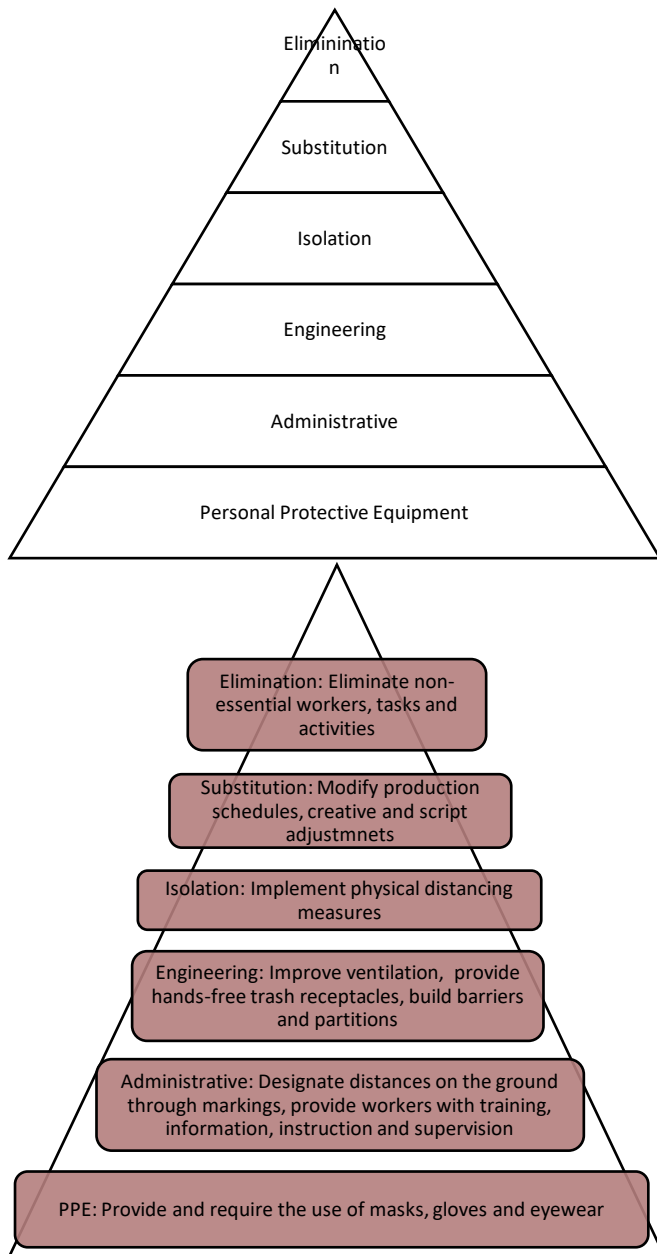 Elimininatio
n
Substitution
Isolation
Engineering
Administrative
Personal Protective Equipment
Elimination: Eliminate non-
essential workers, tasks and
activities
Substitution: Modify production
schedules, creative and script
adjustmnets
Isolation: Implement physical distancing
measures
Engineering: Improve ventilation,  provide
hands-free trash receptacles, build barriers
and partitions
Administrative: Designate distances on the ground
through markings, provide workers with training,
information, instruction and supervision
PPE: Provide and require the use of masks, gloves and eyewear